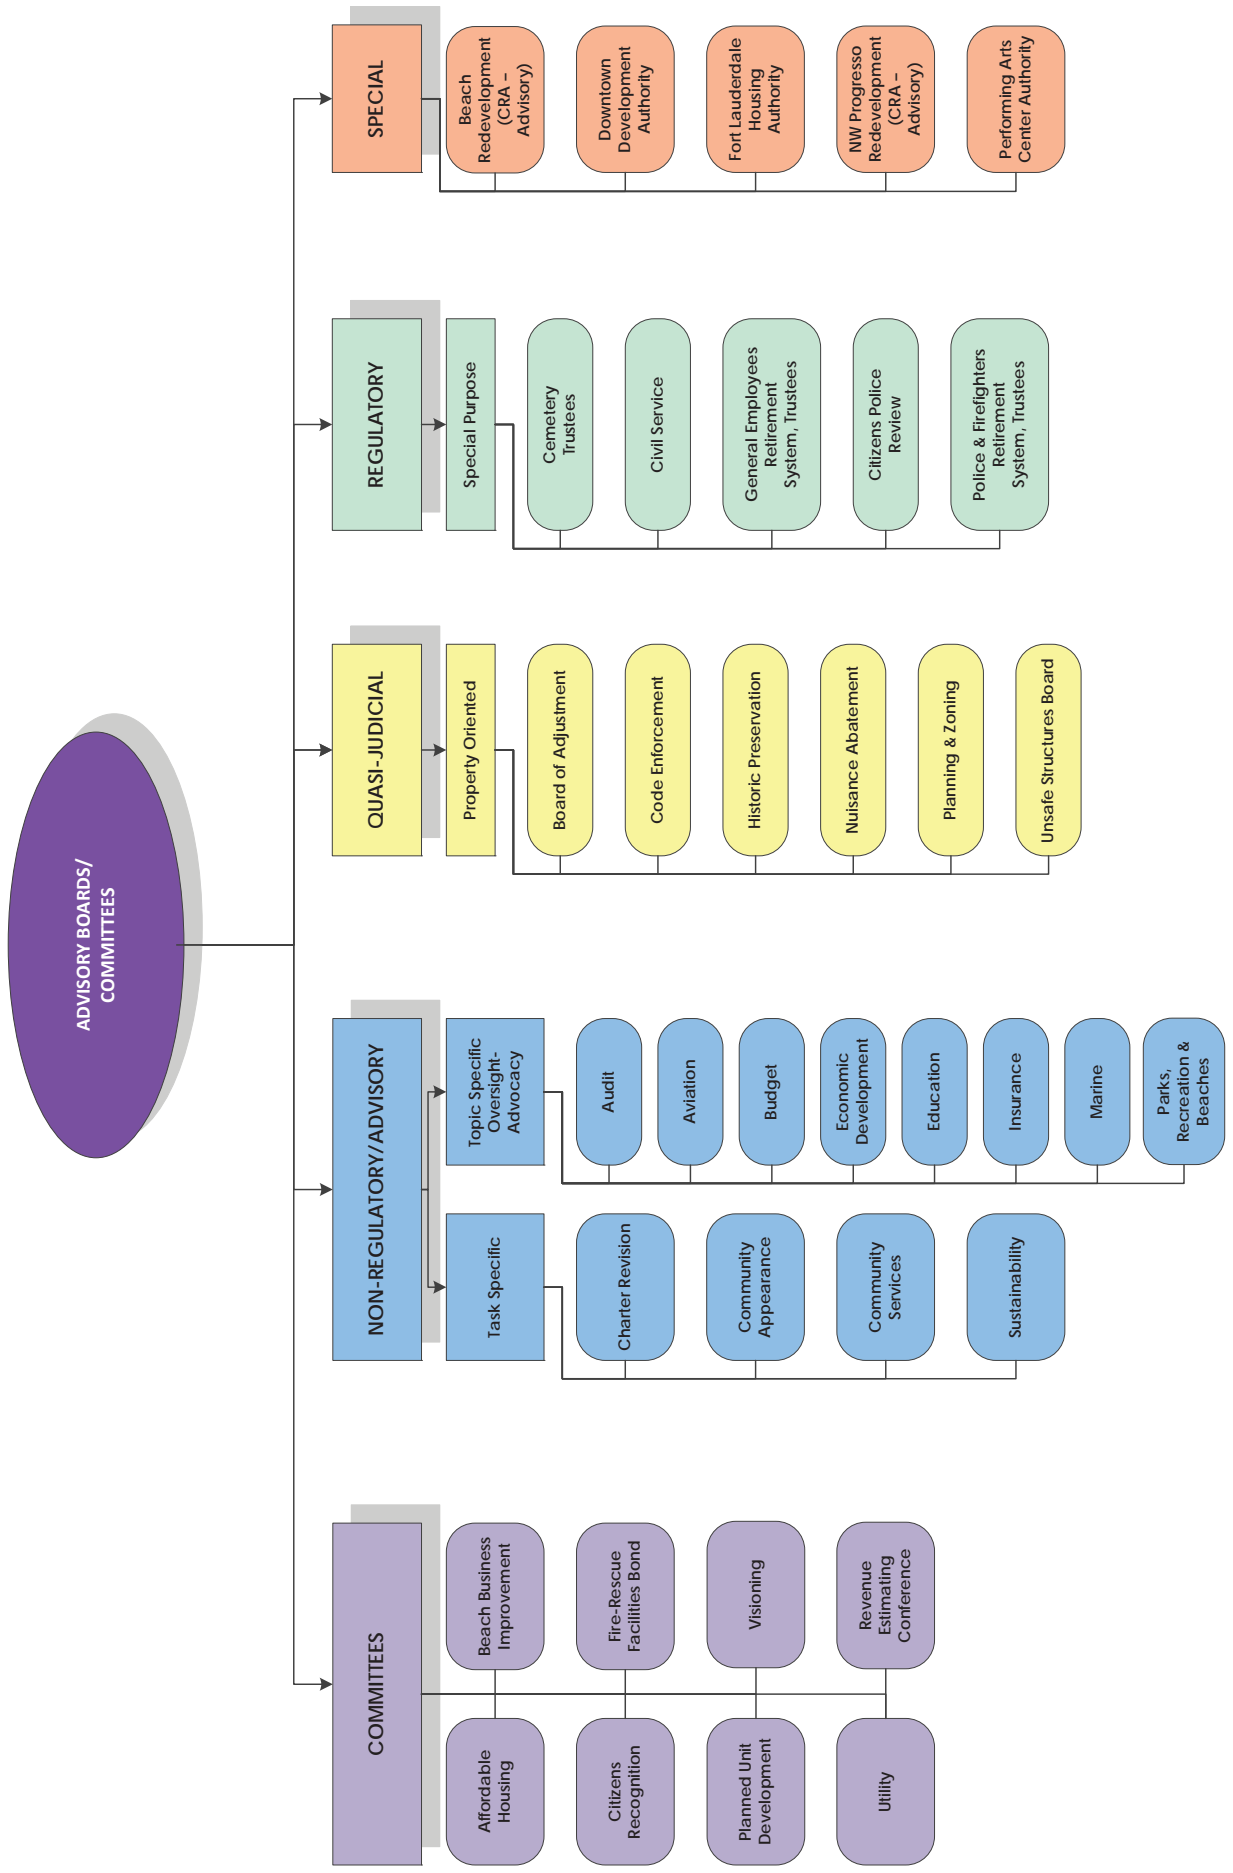 ADVISORY BOARDS/
COMMITTEES
COMMITTEES
Affordable
Housing
Beach Business
Improvement
Citizens
Recognition
Fire-Rescue
Facilities Bond
Planned Unit
Development
Visioning
Utility
Revenue
Estimating
Conference
NON-REGULATORY/ADVISORY
Task Specific
Charter Revision
Community
Appearance
Community
Services
Sustainability
Topic Specific
Oversight-
Advocacy
Audit
Aviation
Budget
Economic
Development
Education
Insurance
Marine
Parks,
Recreation &
Beaches
QUASI-JUDICIAL
Property Oriented
Board of Adjustment
Code Enforcement
Historic Preservation
Nuisance Abatement
Planning & Zoning
Unsafe Structures Board
REGULATORY
Special Purpose
Cemetery
Trustees
Civil Service
General Employees
Retirement
System, Trustees
Citizens Police
Review
Police & Firefighters
Retirement
System, Trustees
SPECIAL
Beach
Redevelopment
(CRA –
Advisory)
Downtown
Development
Authority
Fort Lauderdale
Housing
Authority
NW Progresso
Redevelopment
(CRA –
Advisory)
Performing Arts
Center Authority